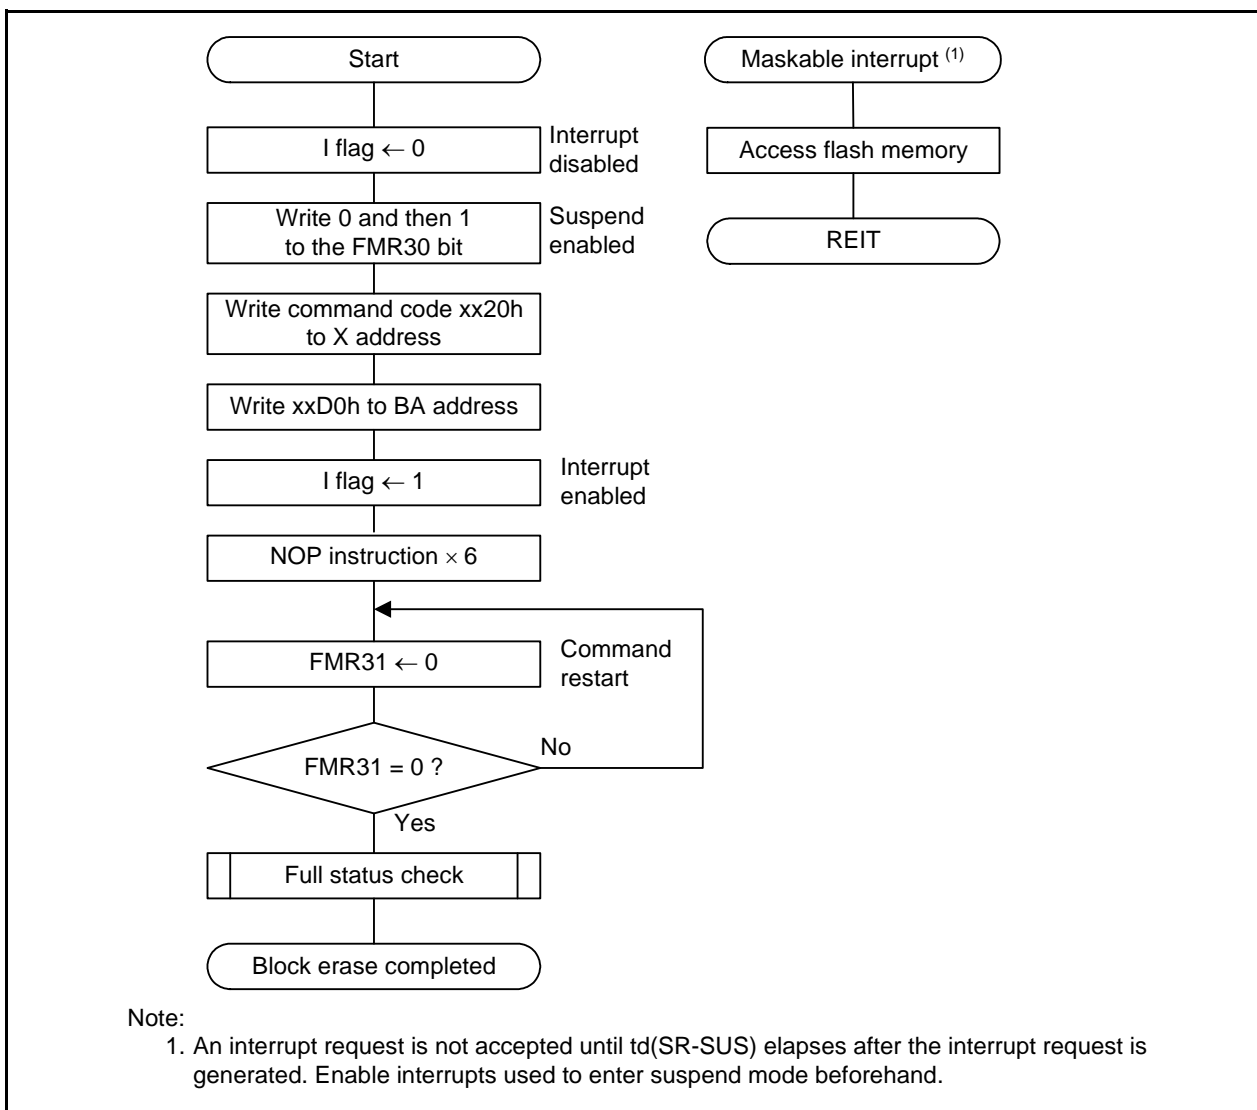 Start
I flag ← 0
Interrupt
disabled
Write 0 and then 1
to the FMR30 bit
Suspend
enabled
Write command code xx20h
to X address
Write xxD0h to BA address
I flag ← 1
Interrupt
enabled
NOP instruction × 6
FMR31 ← 0
Command
restart
FMR31 = 0 ?
No
Yes
Full status check
Block erase completed
Maskable interrupt (1)
Access flash memory
REIT
Note:
1. An interrupt request is not accepted until td(SR-SUS) elapses after the interrupt request is
generated. Enable interrupts used to enter suspend mode beforehand.